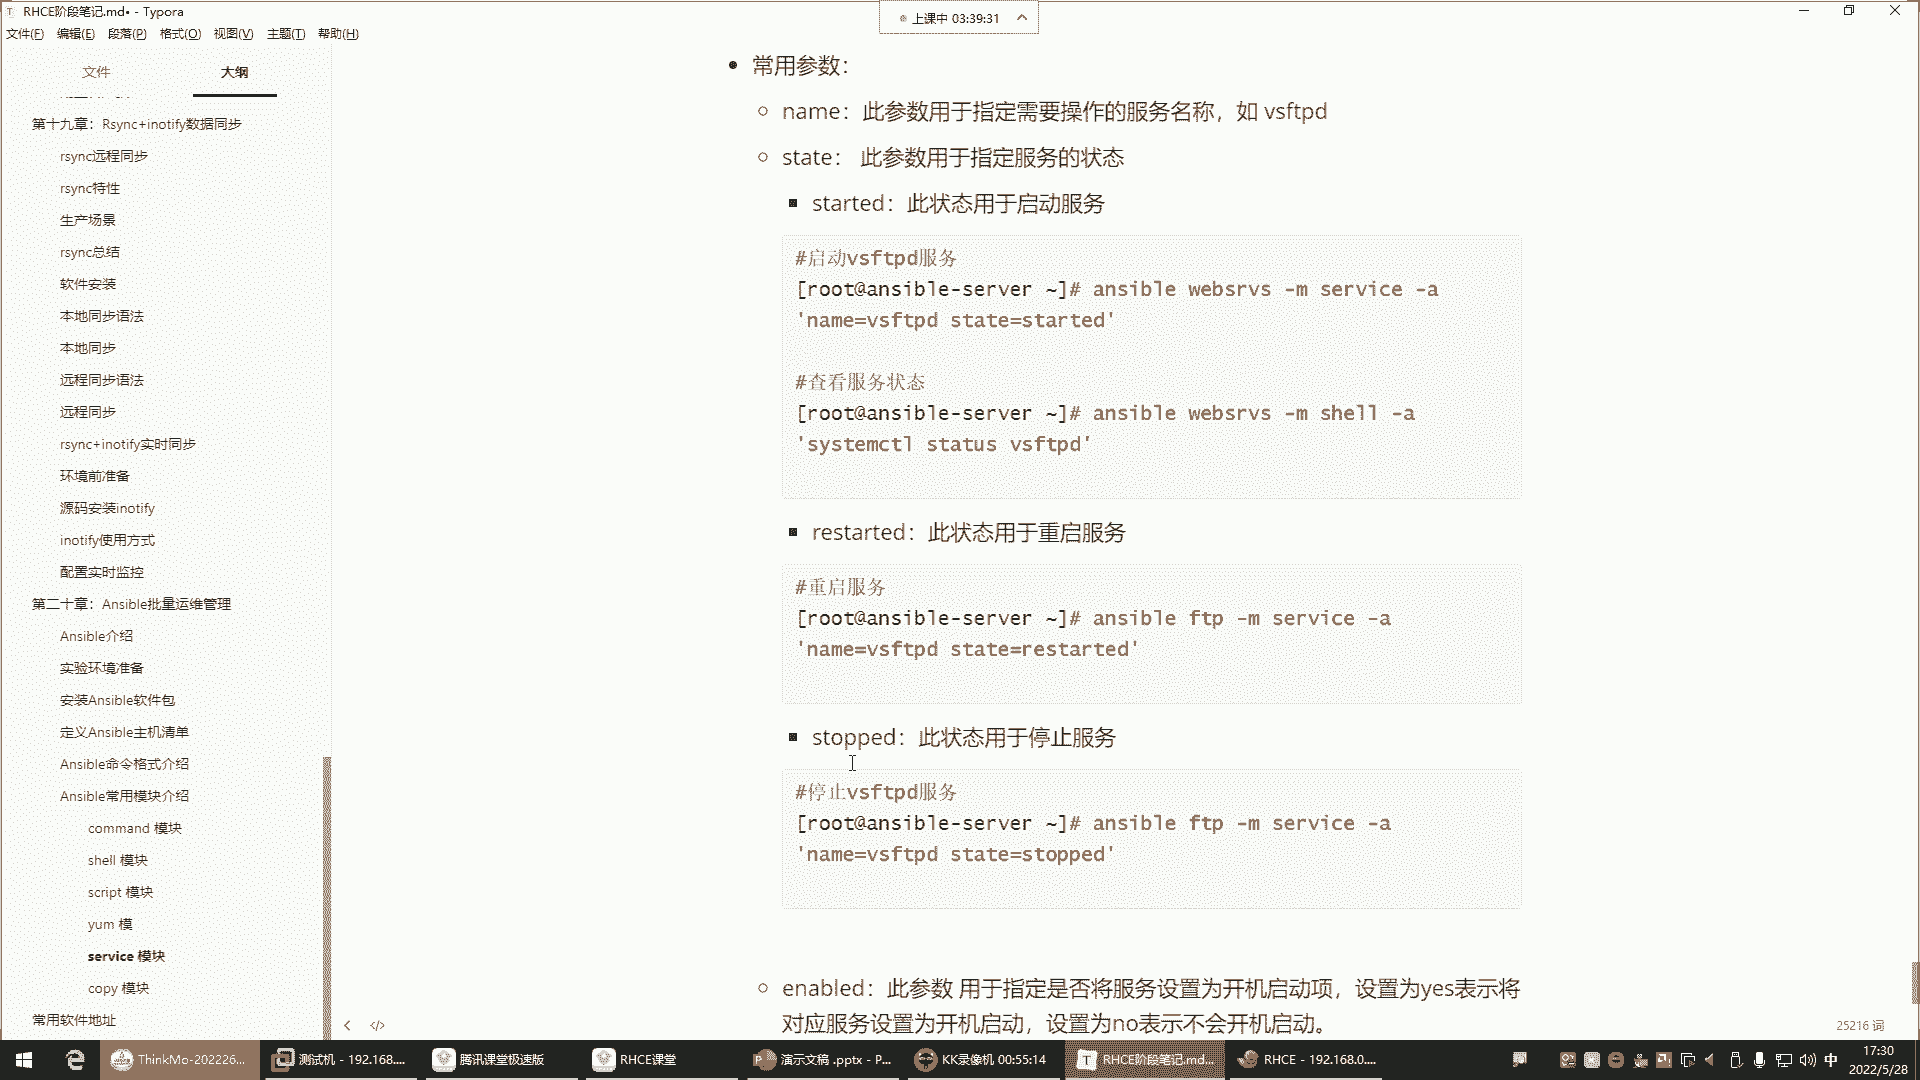 RHCE阶段笔记.md• - Typora
上课中 03:39:31
文件(F) 编辑(E) 段落(P) 格式(O) 视图(V) 主题(T) 帮助(H)
文件 大纲
第十九章：Rsync+inotify数据同步
rsync远程同步
rsync特性
生产场景
rsync总结
软件安装
本地同步语法
本地同步
远程同步语法
远程同步
rsync+inotify实时同步
环境前准备
源码安装inotify
inotify使用方式
配置实时监控
第二十章：Ansible批量运维管理
Ansible介绍
实验环境准备
安装Ansible软件包
定义Ansible主机清单
Ansible命令格式介绍
Ansible常用模块介绍
command 模块
shell 模块
script 模块
yum 模
service 模块
copy 模块
常用软件地址
常用参数：
name：此参数用于指定需要操作的服务名称，如 vsftpd
state： 此参数用于指定服务的状态
started：此状态用于启动服务
#启动vsftpd服务
[root@ansible-server ~]# ansible websrvs -m service -a
'name=vsftpd state=started'
#查看服务状态
[root@ansible-server ~]# ansible websrvs -m shell -a
'systemctl status vsftpd'
restarted：此状态用于重启服务
#重启服务
[root@ansible-server ~]# ansible ftp -m service -a
'name=vsftpd state=restarted'
stopped：此状态用于停止服务
#停止vsftpd服务
[root@ansible-server ~]# ansible ftp -m service -a
'name=vsftpd state=stopped'
enabled：此参数 用于指定是否将服务设置为开机启动项，设置为yes表示将
对应服务设置为开机启动，设置为no表示不会开机启动。
25216 词
ThinkMo-202226... 测试机 - 192.168.... 腾讯课堂极速版 RHCE课堂 演示文稿 .pptx - P... KK录像机 00:55:14 RHCE阶段笔记.md... RHCE - 192.168.0.... 中
17:30
2022/5/28